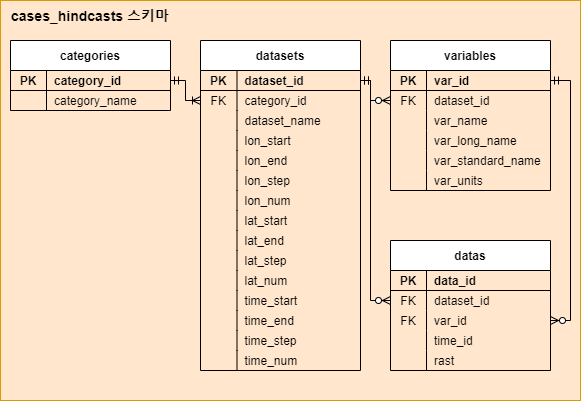 cases_hindcasts 스키마
categories
PK category_id
category_name
datasets
PK dataset_id
FK category_id
dataset_name
lon_start
lon_end
lon_step
lon_num
lat_start
lat_end
lat_step
lat_num
time_start
time_end
time_step
time_num
variables
PK var_id
FK dataset_id
var_name
var_long_name
var_standard_name
var_units
datas
PK data_id
FK dataset_id
FK var_id
time_id
rast